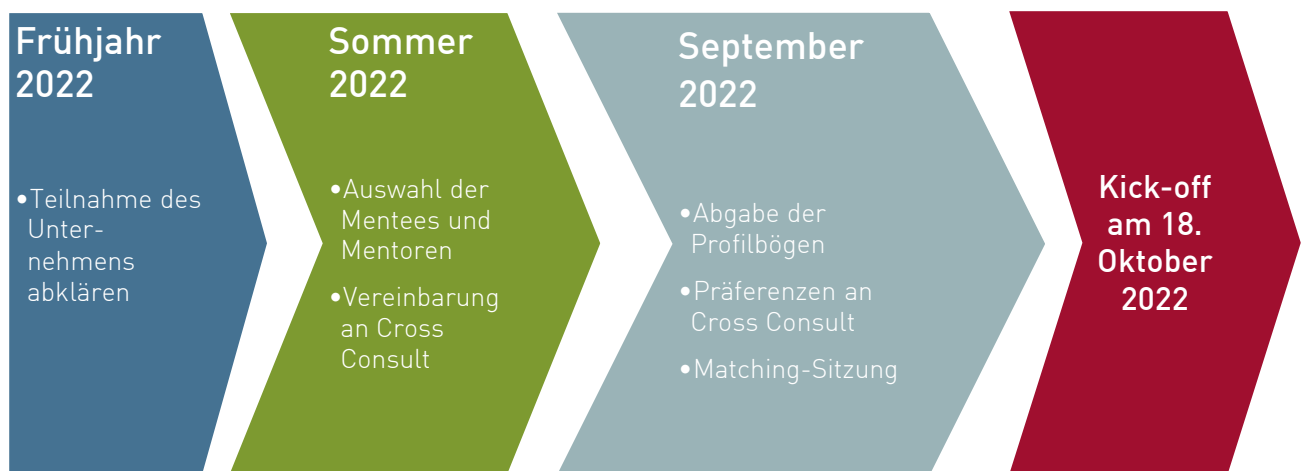 Frühjahr
2022
•Teilnahme des
Unter-
nehmens
abklären
Sommer
2022
•Auswahl der
Mentees und
Mentoren
•Vereinbarung
an Cross
Consult
September
2022
•Abgabe der
Profilbögen
•Präferenzen an
Cross Consult
•Matching-Sitzung
Kick-off
am 18.
Oktober
2022